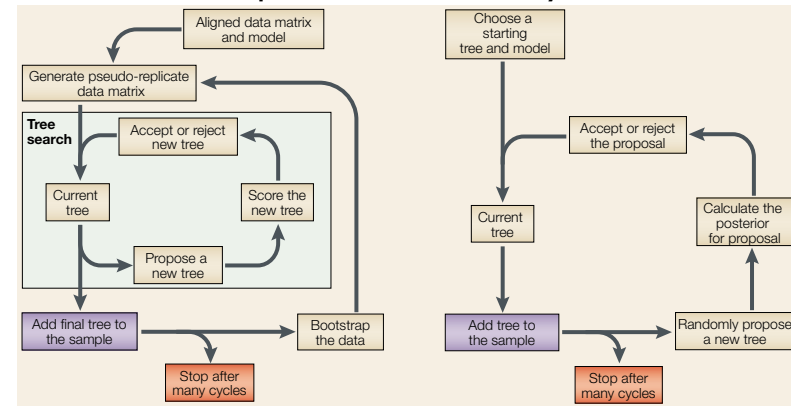 Aligned data matrix
and model
Generate pseudo-replicate
data matrix
Tree
search
Accept or reject
new tree
Current
tree
Score the
new tree
Propose a
new tree
Add final tree to
the sample
Bootstrap
the data
Stop after
many cycles
Choose a
starting
tree and model
Accept or reject
the proposal
Current
tree
Calculate the
posterior
for proposal
Add tree to
the sample
Randomly propose
a new tree
Stop after
many cycles